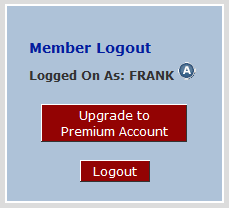 Member Logout
Logged On As: FRANK A
Upgrade to
Premium Account
Logout